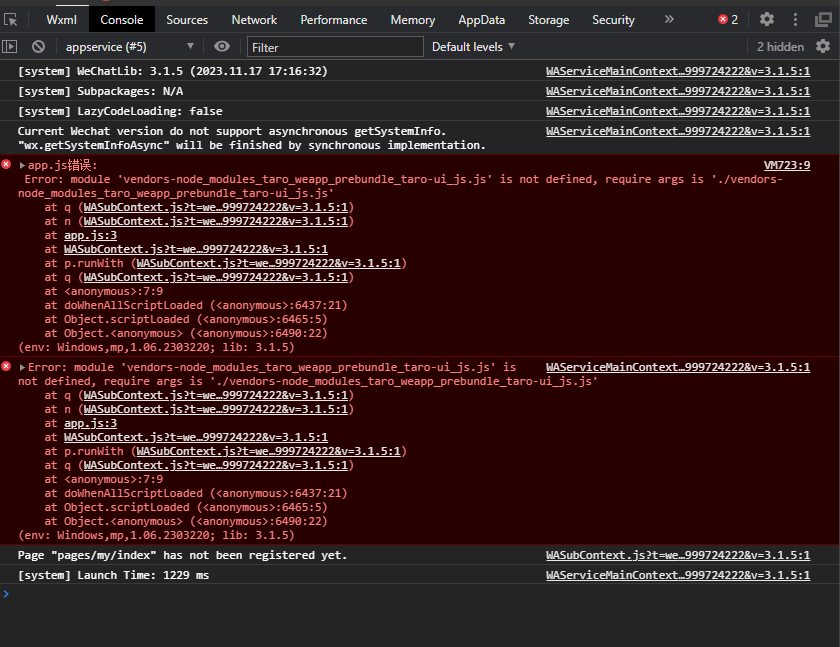 Wxml Console Sources Network Performance Memory AppData Storage Security » 2
appservice (#5) ▼ Filter Default levels ▼ 2 hidden
[system] WeChatLib: 3.1.5 (2023.11.17 17:16:32) WAServiceMainContext…999724222&v=3.1.5:1
[system] Subpackages: N/A WAServiceMainContext…999724222&v=3.1.5:1
[system] LazyCodeLoading: false WAServiceMainContext…999724222&v=3.1.5:1
Current Wechat version do not support asynchronous getSystemInfo. WAServiceMainContext…999724222&v=3.1.5:1
"wx.getSystemInfoAsync" will be finished by synchronous implementation.
app.js错误: VM723:9
Error: module 'vendors-node_modules_taro_weapp_prebundle_taro-ui_js.js' is not defined, require args is './vendors-
node_modules_taro_weapp_prebundle_taro-ui_js.js'
at q (WASubContext.js?t=we…999724222&v=3.1.5:1)
at n (WASubContext.js?t=we…999724222&v=3.1.5:1)
at app.js:3
at WASubContext.js?t=we…999724222&v=3.1.5:1
at p.runWith (WASubContext.js?t=we…999724222&v=3.1.5:1)
at q (WASubContext.js?t=we…999724222&v=3.1.5:1)
at <anonymous>:7:9
at doWhenAllScriptLoaded (<anonymous>:6437:21)
at Object.scriptLoaded (<anonymous>:6465:5)
at Object.<anonymous> (<anonymous>:6490:22)
(env: Windows,mp,1.06.2303220; lib: 3.1.5)
Error: module 'vendors-node_modules_taro_weapp_prebundle_taro-ui_js.js' is WAServiceMainContext…999724222&v=3.1.5:1
not defined, require args is './vendors-node_modules_taro_weapp_prebundle_taro-ui_js.js'
at q (WASubContext.js?t=we…999724222&v=3.1.5:1)
at n (WASubContext.js?t=we…999724222&v=3.1.5:1)
at app.js:3
at WASubContext.js?t=we…999724222&v=3.1.5:1
at p.runWith (WASubContext.js?t=we…999724222&v=3.1.5:1)
at q (WASubContext.js?t=we…999724222&v=3.1.5:1)
at <anonymous>:7:9
at doWhenAllScriptLoaded (<anonymous>:6437:21)
at Object.scriptLoaded (<anonymous>:6465:5)
at Object.<anonymous> (<anonymous>:6490:22)
(env: Windows,mp,1.06.2303220; lib: 3.1.5)
Page "pages/my/index" has not been registered yet. WASubContext.js?t=we…999724222&v=3.1.5:1
[system] Launch Time: 1229 ms WAServiceMainContext…999724222&v=3.1.5:1